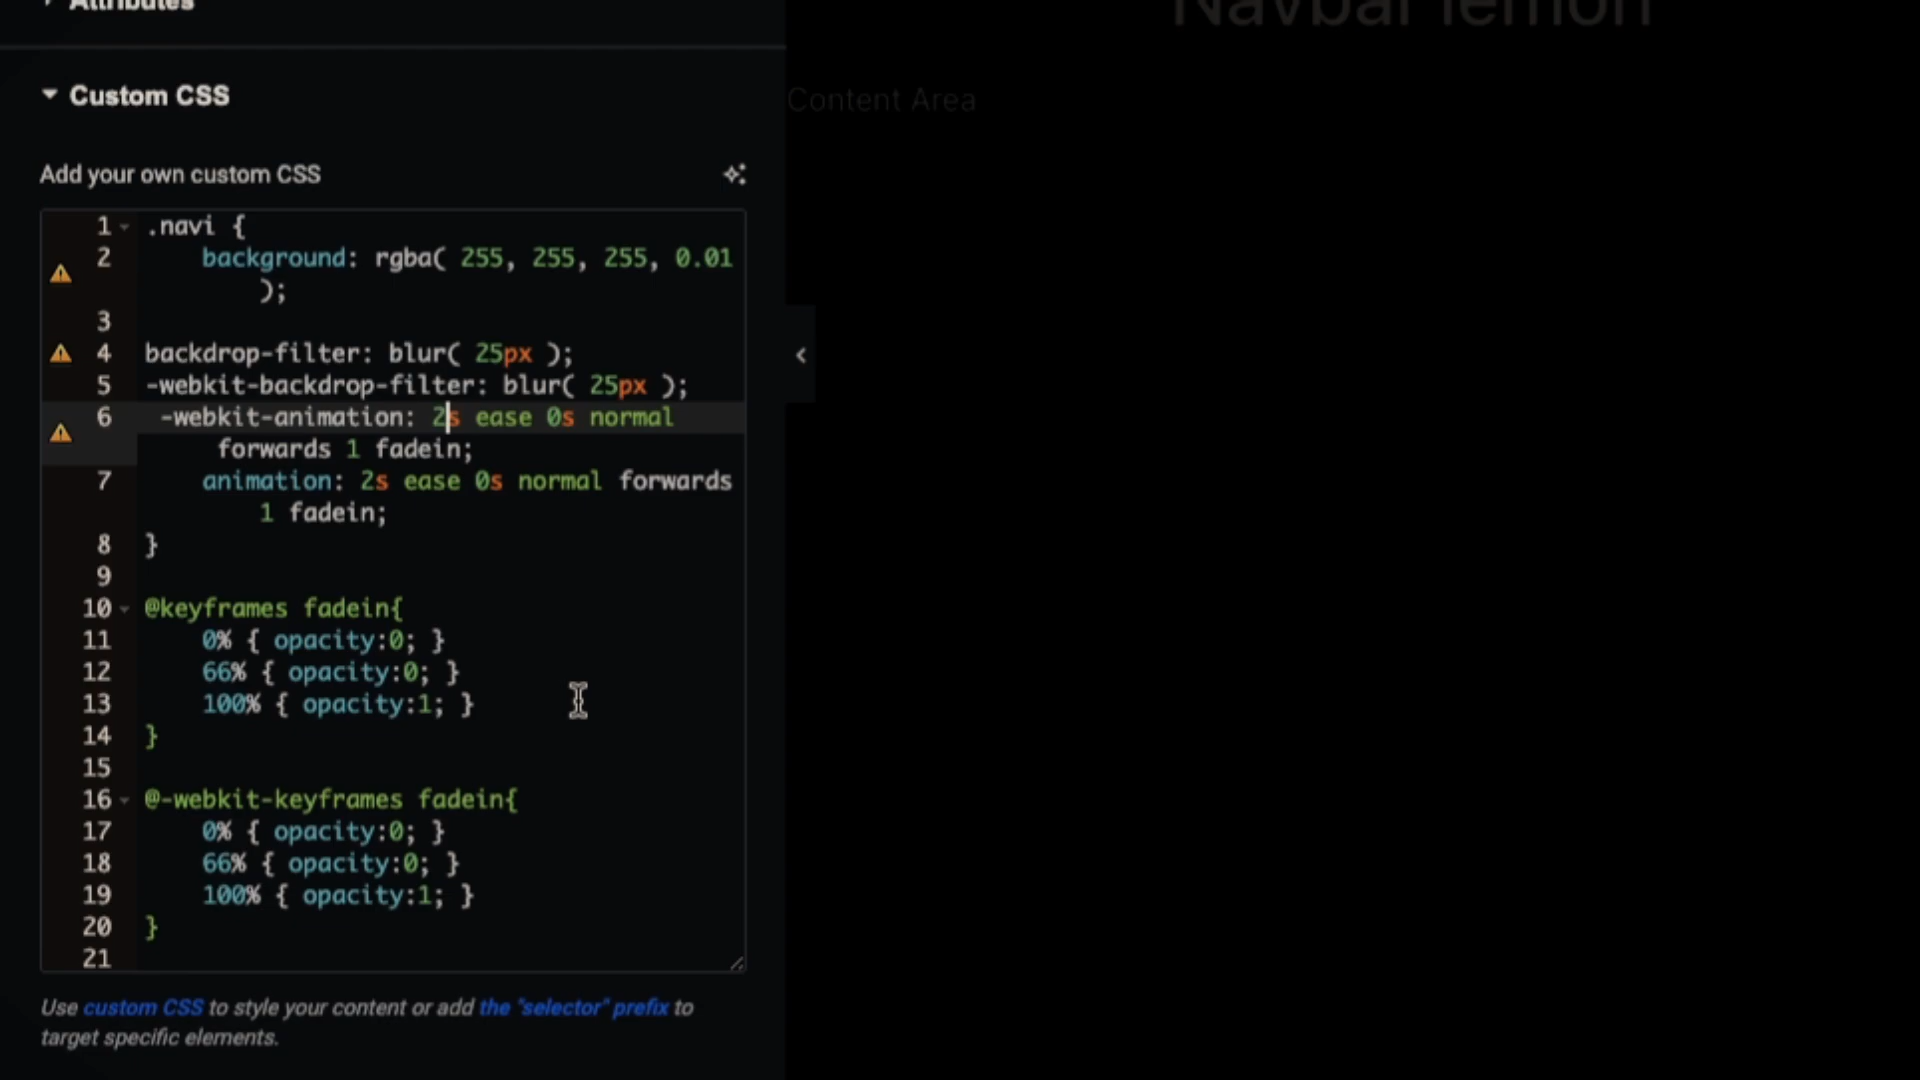 Attributes
Navbar lemon
Custom CSS
Content Area
Add your own custom CSS
1 .navi {
2 background: rgba( 255, 255, 255, 0.01
);
3
4 backdrop-filter: blur( 25px );
5 -webkit-backdrop-filter: blur( 25px );
6 -webkit-animation: 2s ease 0s normal
forwards 1 fadein;
7 animation: 2s ease 0s normal forwards
1 fadein;
8 }
9
10 @keyframes fadein{
11 0% { opacity:0; }
12 66% { opacity:0; }
13 100% { opacity:1; }
14 }
15
16 @-webkit-keyframes fadein{
17 0% { opacity:0; }
18 66% { opacity:0; }
19 100% { opacity:1; }
20 }
21
Use custom CSS to style your content or add the "selector" prefix to
target specific elements.